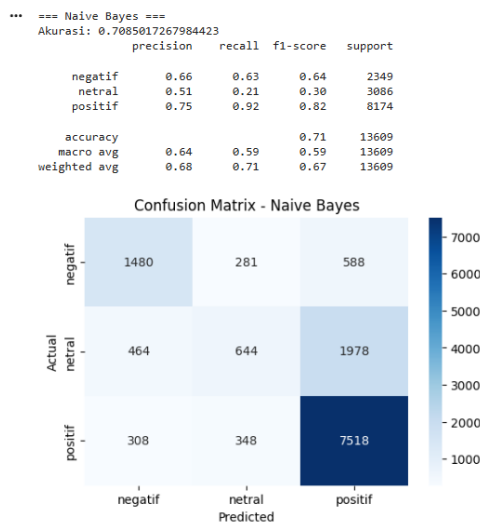 ••• === Naive Bayes ===
Akurasi: 0.7085017267984423
precision recall f1-score support
negatif 0.66 0.63 0.64 2349
netral 0.51 0.21 0.30 3086
positif 0.75 0.92 0.82 8174
accuracy 0.71 13609
macro avg 0.64 0.59 0.59 13609
weighted avg 0.68 0.71 0.67 13609
Confusion Matrix - Naive Bayes
negatif 1480 281 588
netral 464 644 1978
positif 308 348 7518
negatif netral positif
Actual
Predicted
7000
6000
5000
4000
3000
2000
1000